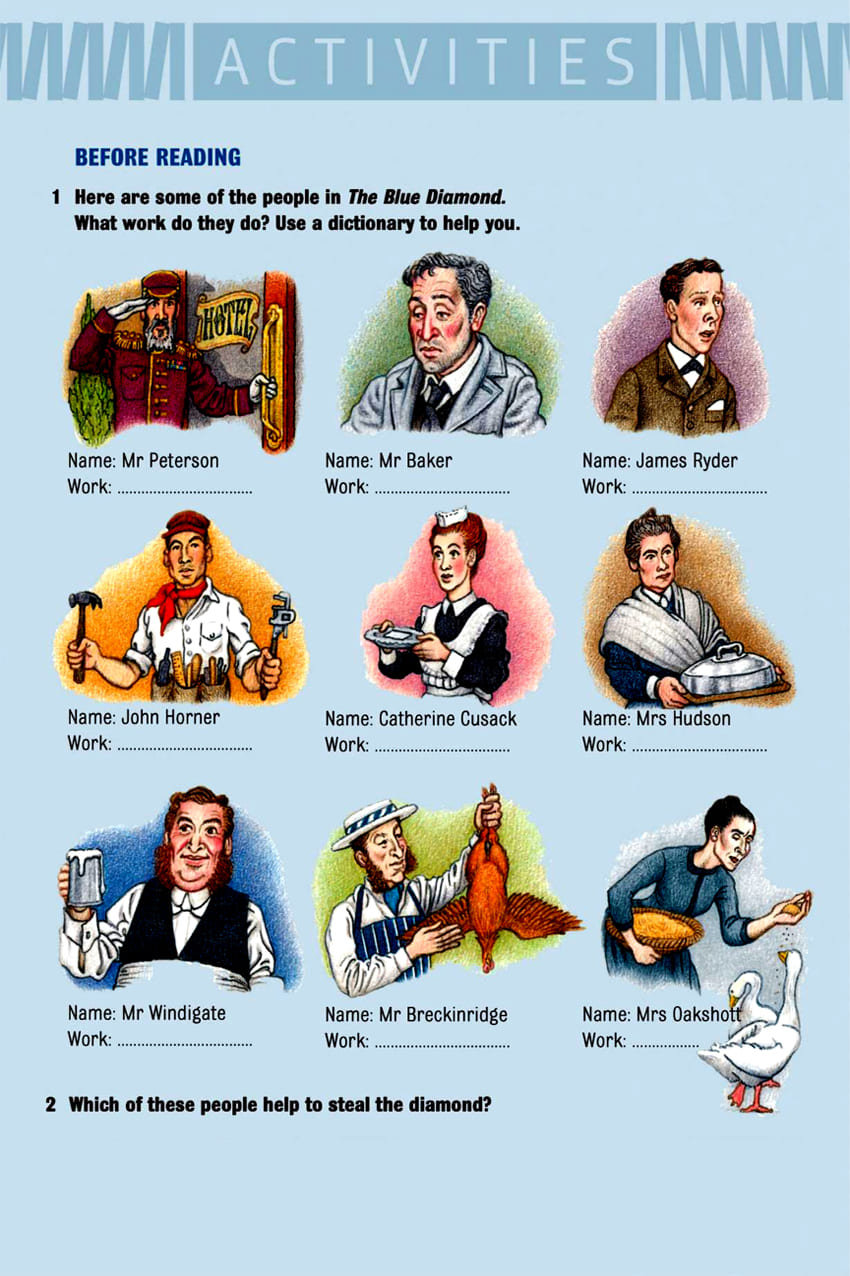 ACTIVITIES
BEFORE READING
1 Here are some of the people in The Blue Diamond.
What work do they do? Use a dictionary to help you.
HOTEL
Name: Mr Peterson
Work: ..................................
Name: Mr Baker
Work: ..................................
Name: James Ryder
Work: ..................................
Name: John Horner
Work: ..................................
Name: Catherine Cusack
Work: ..................................
Name: Mrs Hudson
Work: ..................................
Name: Mr Windigate
Work: ..................................
Name: Mr Breckinridge
Work: ..................................
Name: Mrs Oakshott
Work: .................
2 Which of these people help to steal the diamond?